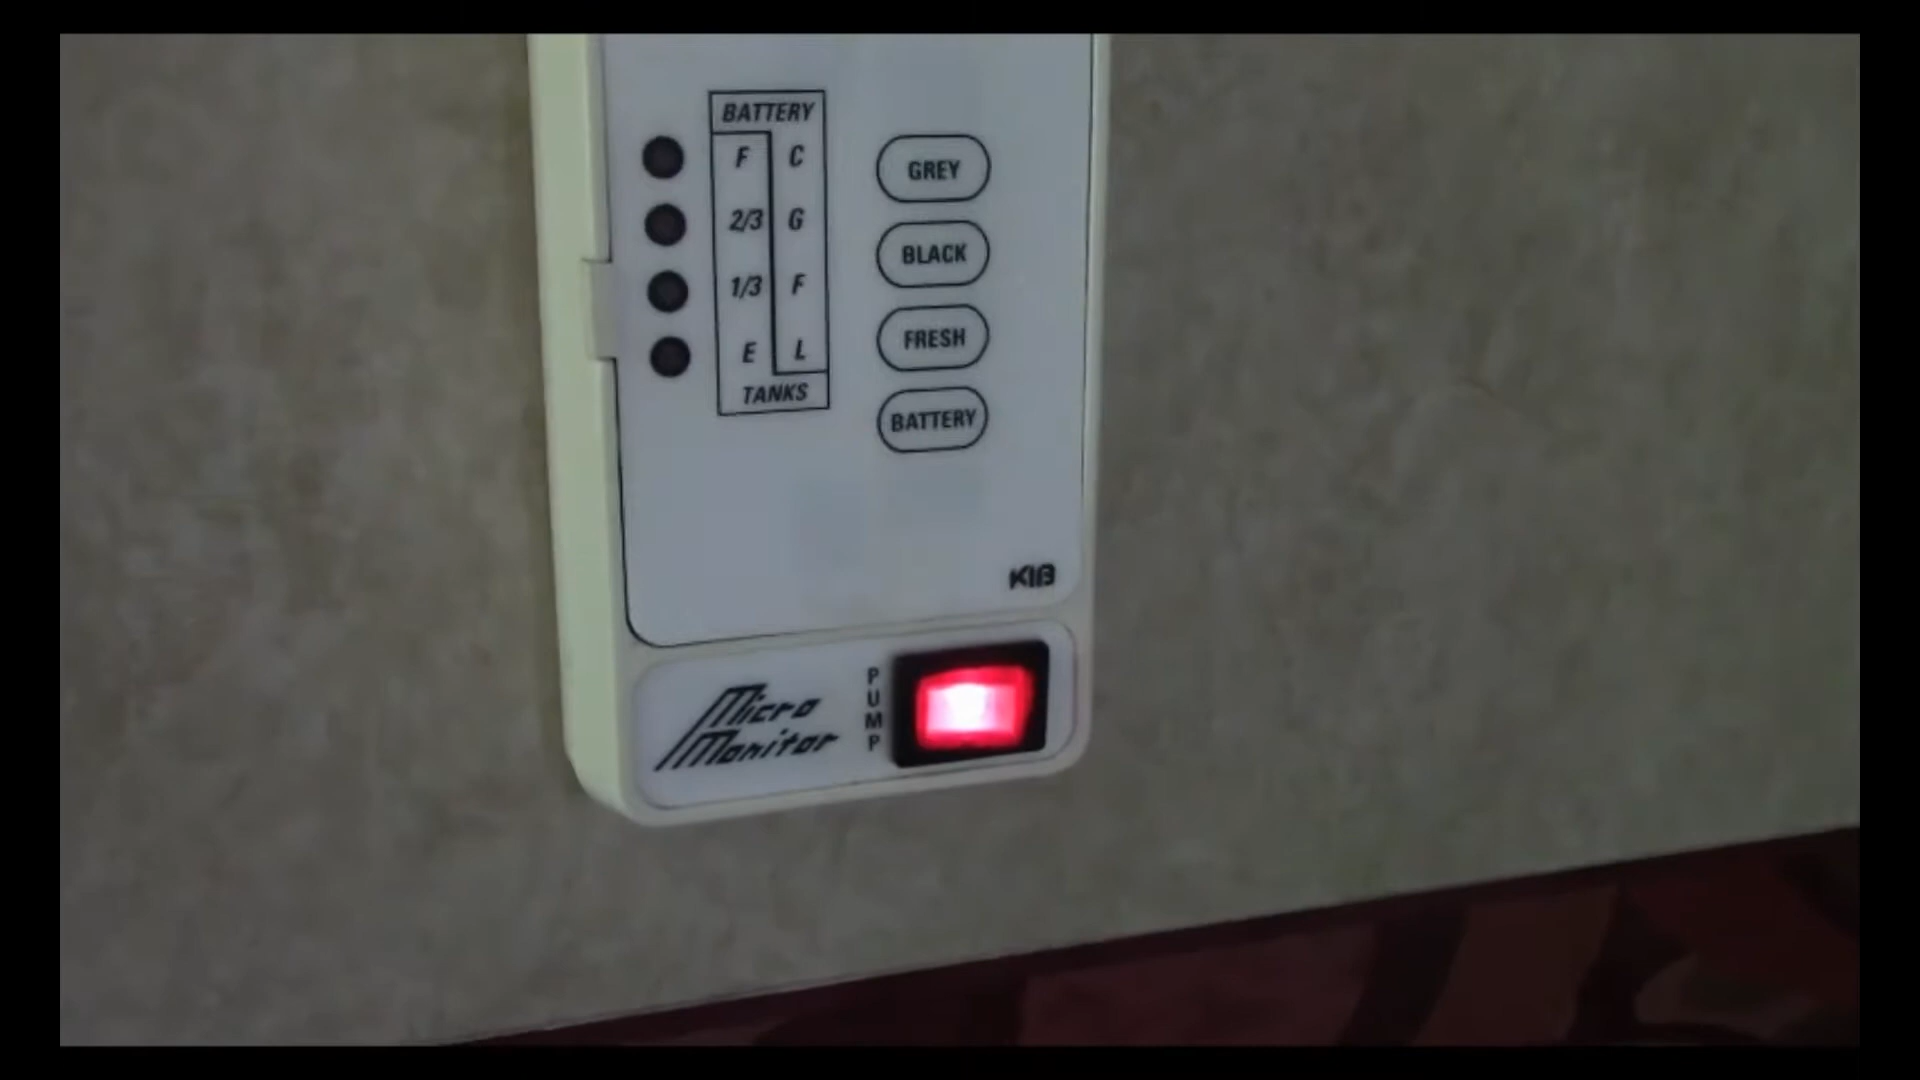 BATTERY
F C
2/3 G
1/3 F
E L
TANKS
GREY
BLACK
FRESH
BATTERY
KIB
Micro
Monitor
PUMP